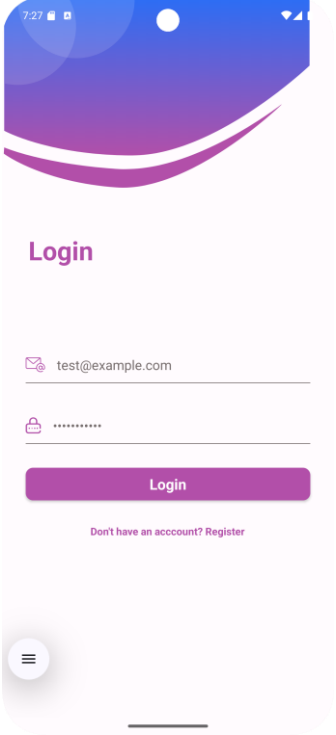 7:27
Login
test@example.com
•••••••••••
Login
Don't have an acccount? Register